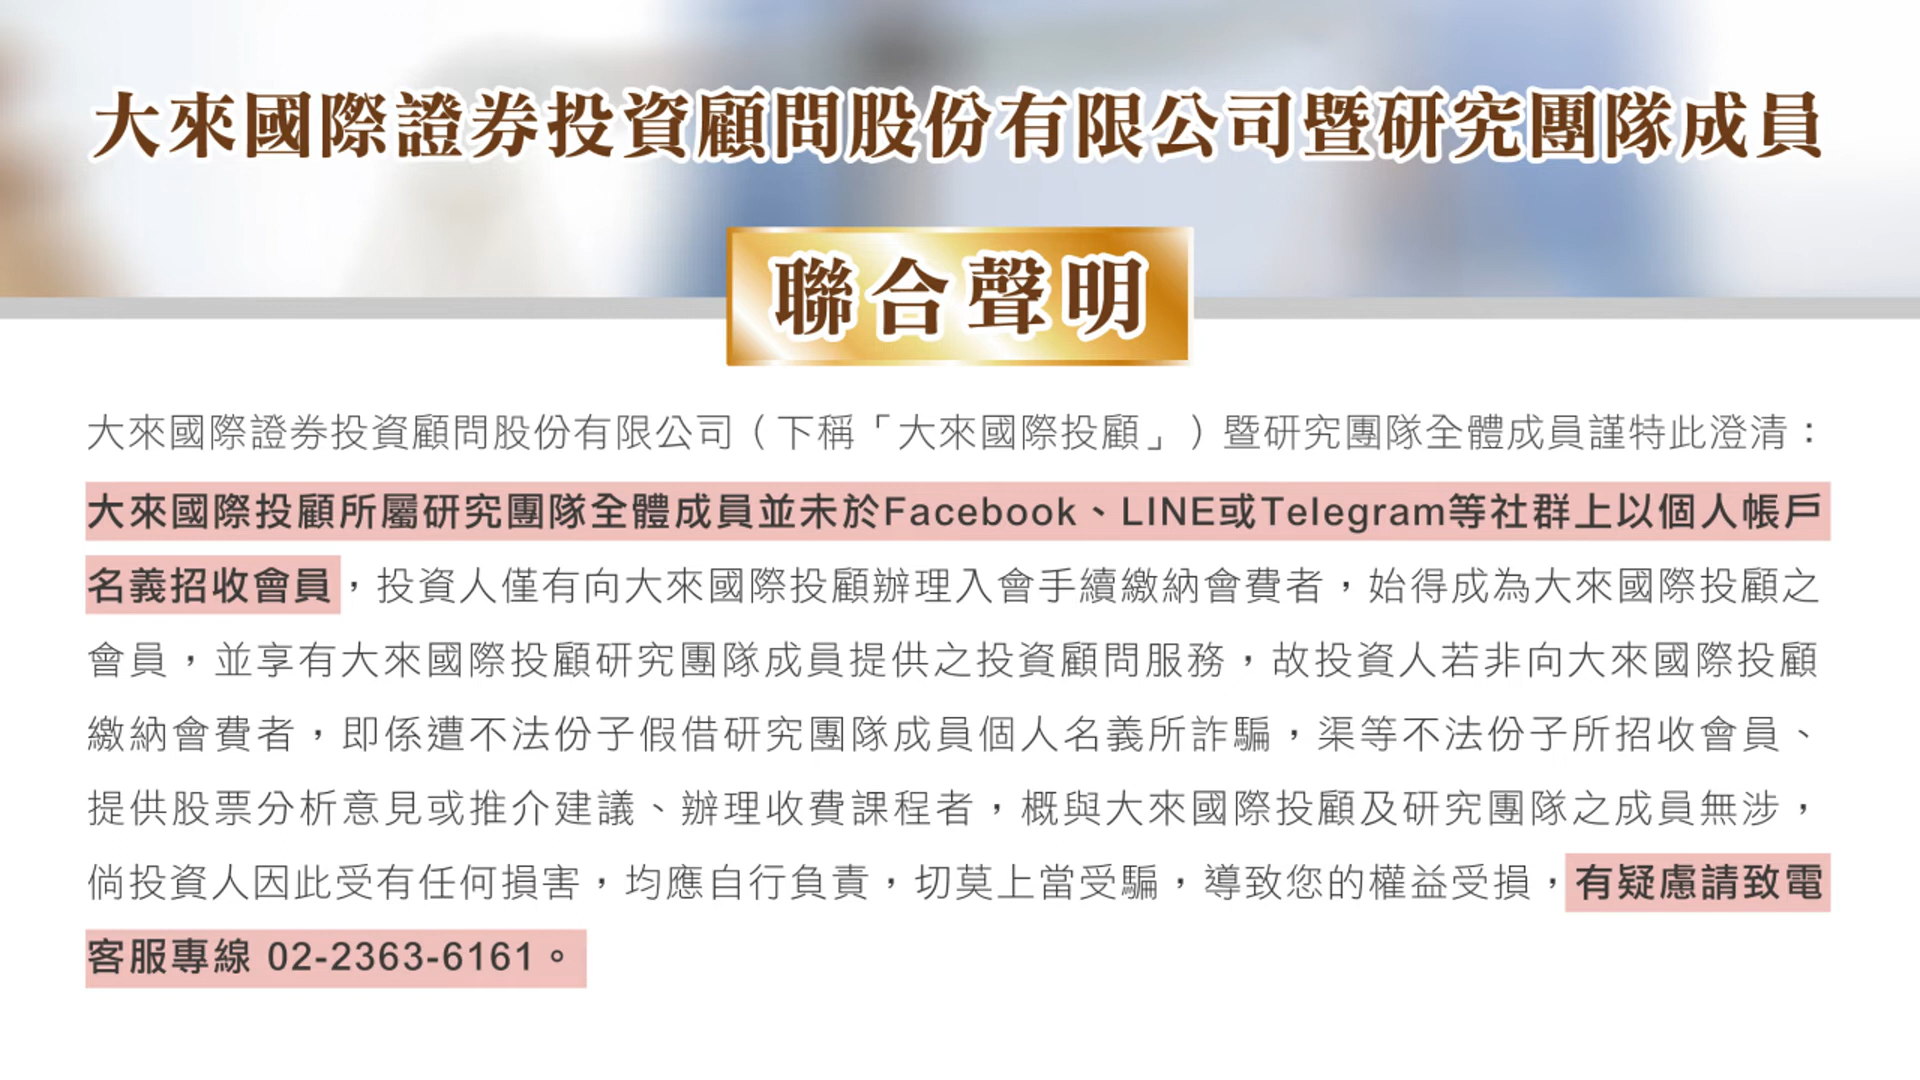 大來國際證券投資顧問股份有限公司暨研究團隊成員
聯合聲明
大來國際證券投資顧問股份有限公司（下稱「大來國際投顧」）暨研究團隊全體成員謹特此澄清：
大來國際投顧所屬研究團隊全體成員並未於Facebook、LINE或Telegram等社群上以個人帳戶
名義招收會員，投資人僅有向大來國際投顧辦理入會手續繳納會費者，始得成為大來國際投顧之
會員，並享有大來國際投顧研究團隊成員提供之投資顧問服務，故投資人若非向大來國際投顧
繳納會費者，即係遭不法份子假借研究團隊成員個人名義所詐騙，渠等不法份子所招收會員、
提供股票分析意見或推介建議、辦理收費課程者，概與大來國際投顧及研究團隊之成員無涉，
倘投資人因此受有任何損害，均應自行負責，切莫上當受騙，導致您的權益受損，有疑慮請致電
客服專線 02-2363-6161。